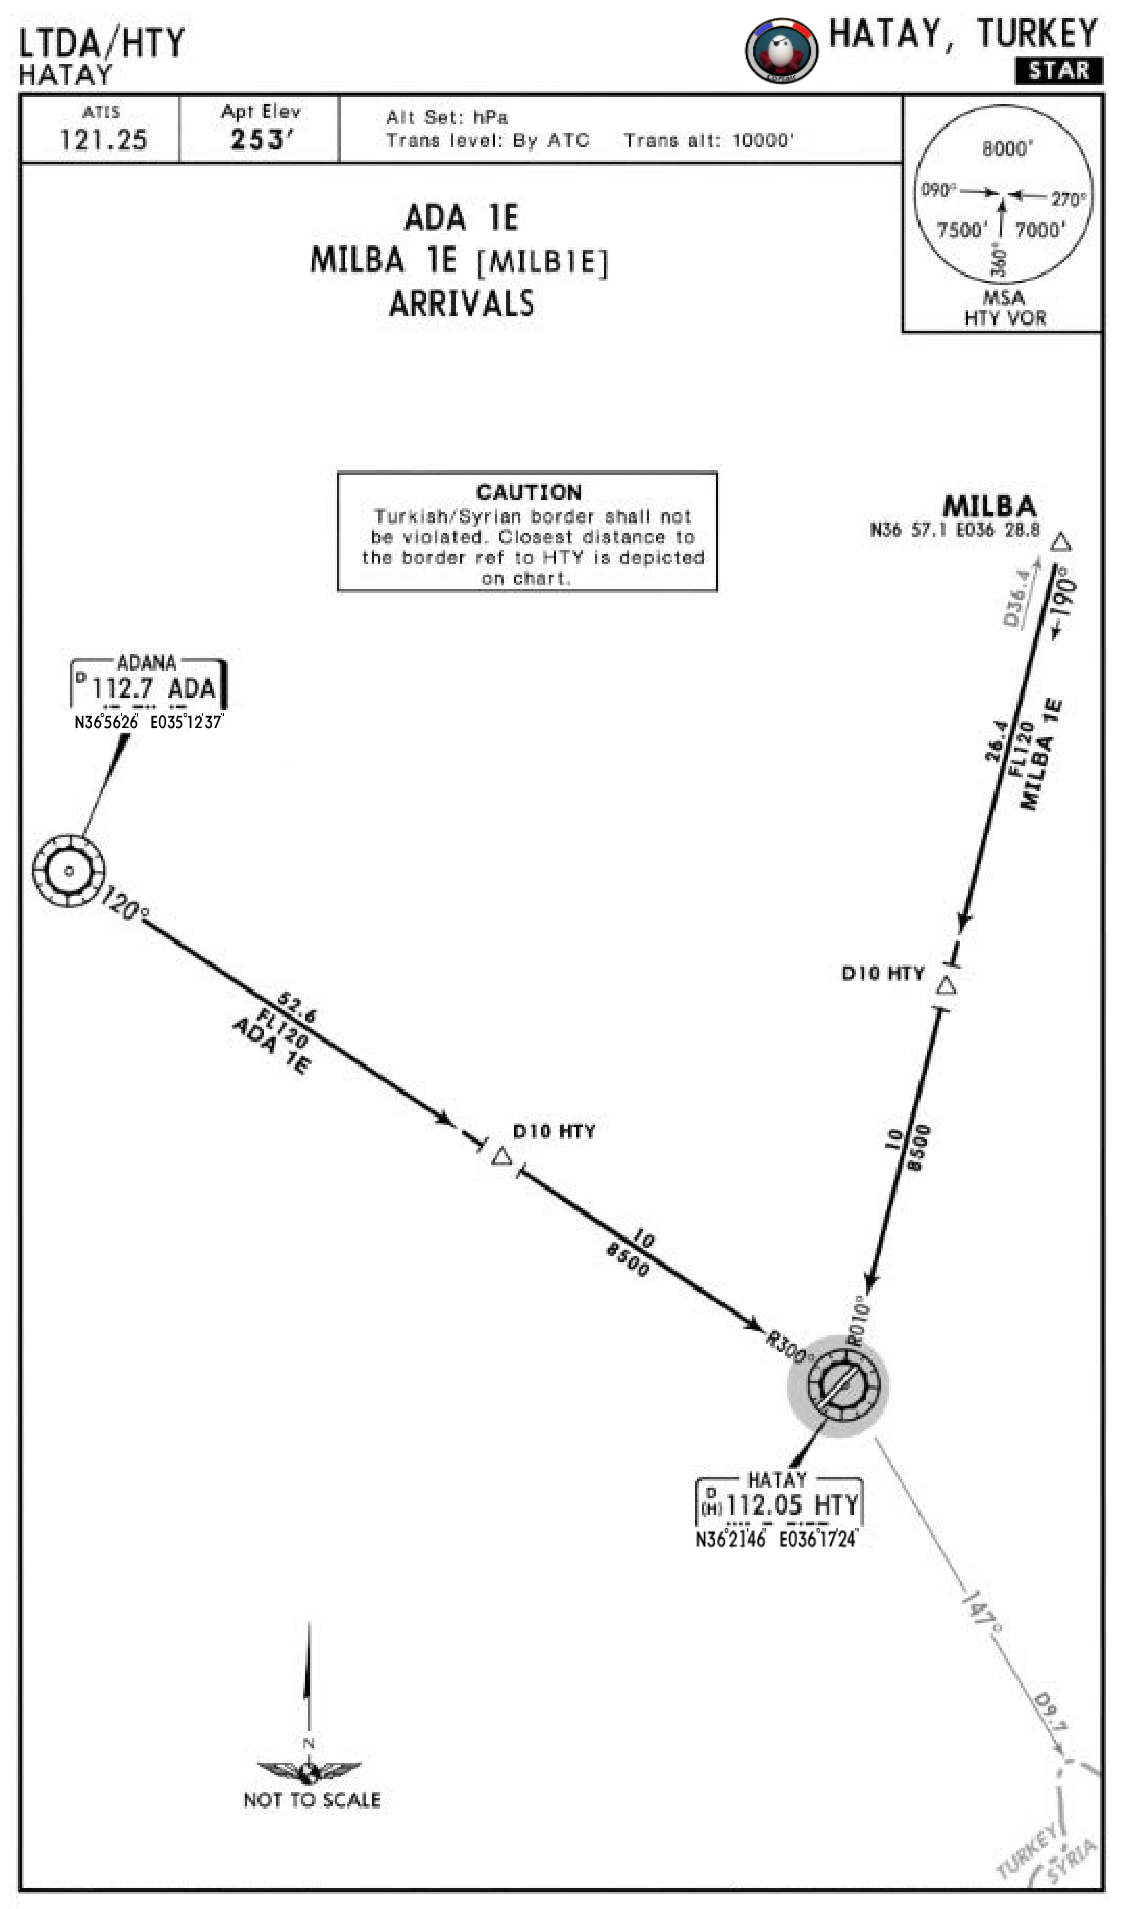 LTDA/HTY
HATAY
HATAY, TURKEY
STAR
ATIS
121.25
Apt Elev
253'
Alt Set: hPa
Trans level: By ATC Trans alt: 10000'
8000'
090°
270°
7500'
7000'
360°
MSA
HTY VOR
ADA 1E
MILBA 1E [MILB1E]
ARRIVALS
CAUTION
Turkish/Syrian border shall not
be violated. Closest distance to
the border ref to HTY is depicted
on chart.
MILBA
N36 57.1 E036 28.8
D36.4
190°
26.4
FL120
MILBA 1E
ADANA
D
112.7 ADA
N36°56'26" E035°12'37"
120°
52.6
FL120
ADA 1E
D10 HTY
10
8500
D10 HTY
10
8500
R300°
R010°
HATAY
D
(H) 112.05 HTY
N36°21'46" E036°17'24"
147°
D9.7
TURKEY
SYRIA
N
NOT TO SCALE